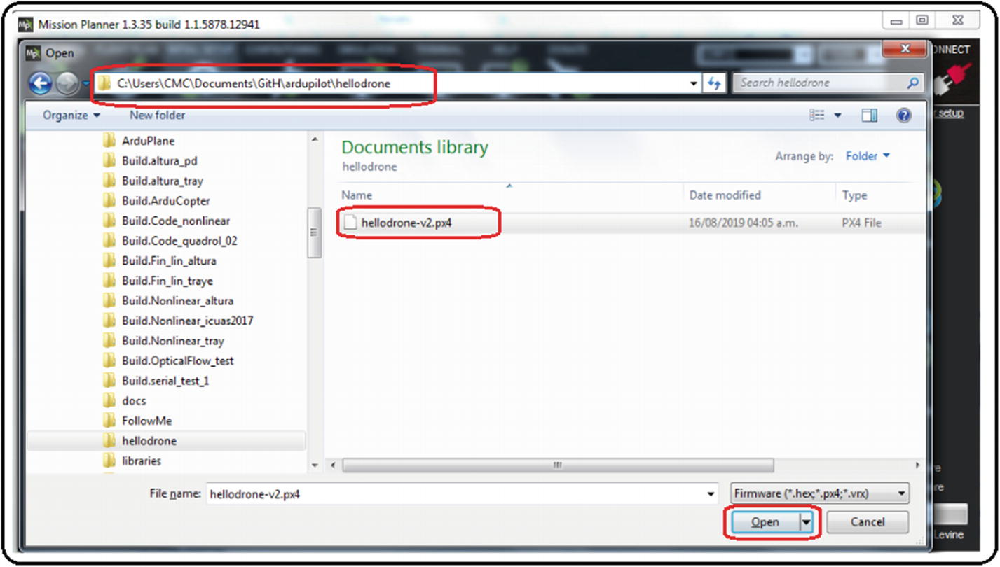 Mission Planner 1.3.35 build 1.1.5878.12941
Open
ONNECT
C:\Users\CMC\Documents\GitH\ardupilot\hellodrone
Search hellodrone
Organize
New folder
r setup
ArduPlane
Build.altura_pd
Build.altura_tray
Build.ArduCopter
Build.Code_nonlinear
Build.Code_quadrol_02
Build.Fin_lin_altura
Build.Fin_lin_traye
Build.Nonlinear_altura
Build.Nonlinear_icuas2017
Build.Nonlinear_tray
Build.OpticalFlow_test
Build.serial_test_1
docs
FollowMe
hellodrone
libraries
Documents library
hellodrone
Arrange by: Folder
Name Date modified Type
hellodrone-v2.px4 16/08/2019 04:05 a.m. PX4 File
re
re
File name: hellodrone-v2.px4
Firmware (*.hex;*.px4;*.vrx)
Open
Cancel
Levine